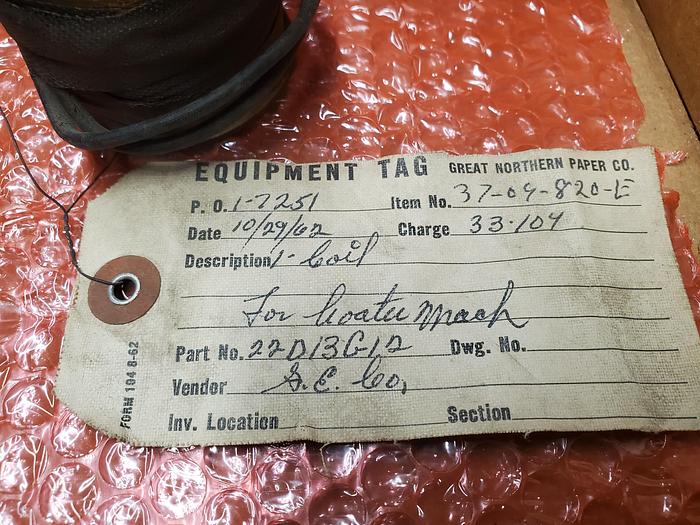 EQUIPMENT TAG GREAT NORTHERN PAPER CO.
P. O. 1-7251 Item No. 37-04-820-E
Date 10/29/62 Charge 33-104
Description 1- Coil
For Coater Mach
Part No. 22D13G12 Dwg. No.
Vendor G.E. Co,
Inv. Location Section
FORM 194 8-62